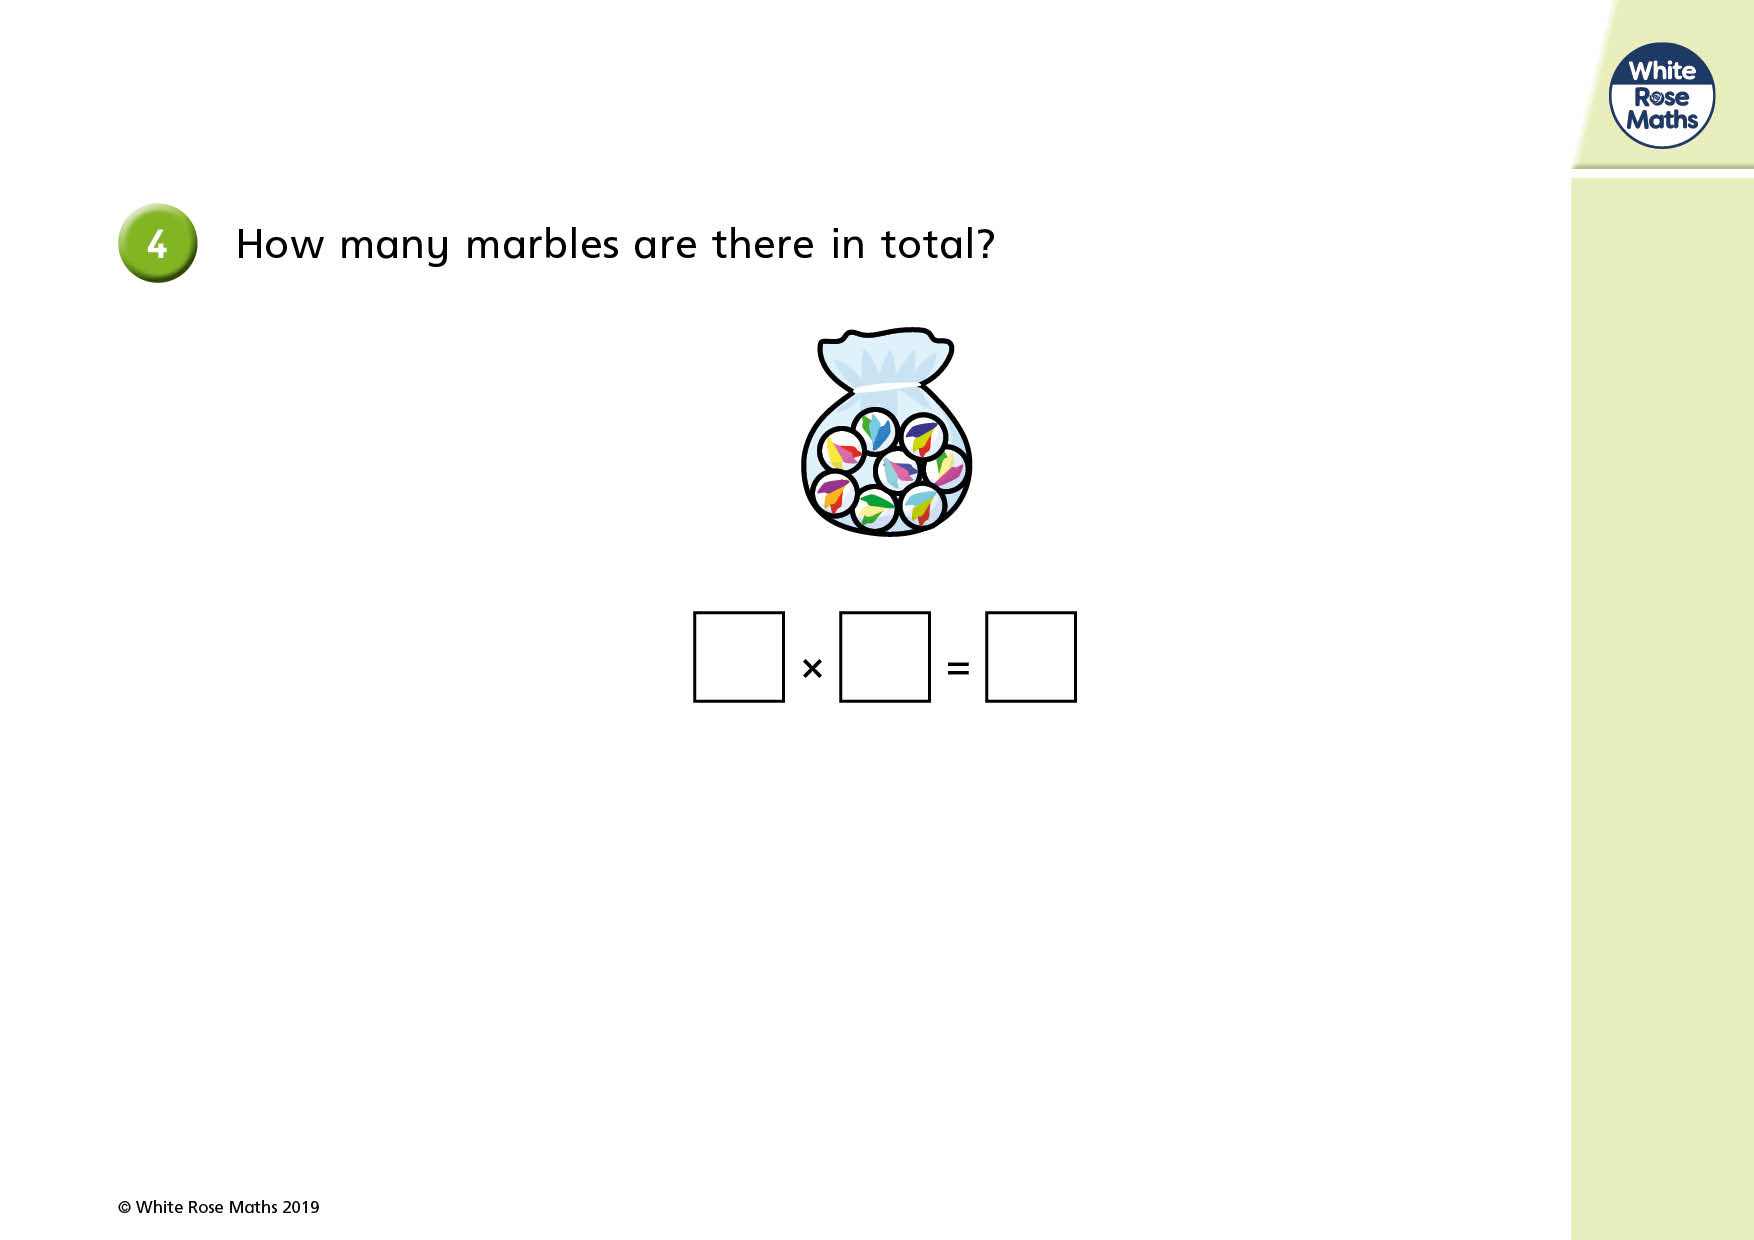 White
Rose
Maths
4 How many marbles are there in total?
× =
© White Rose Maths 2019